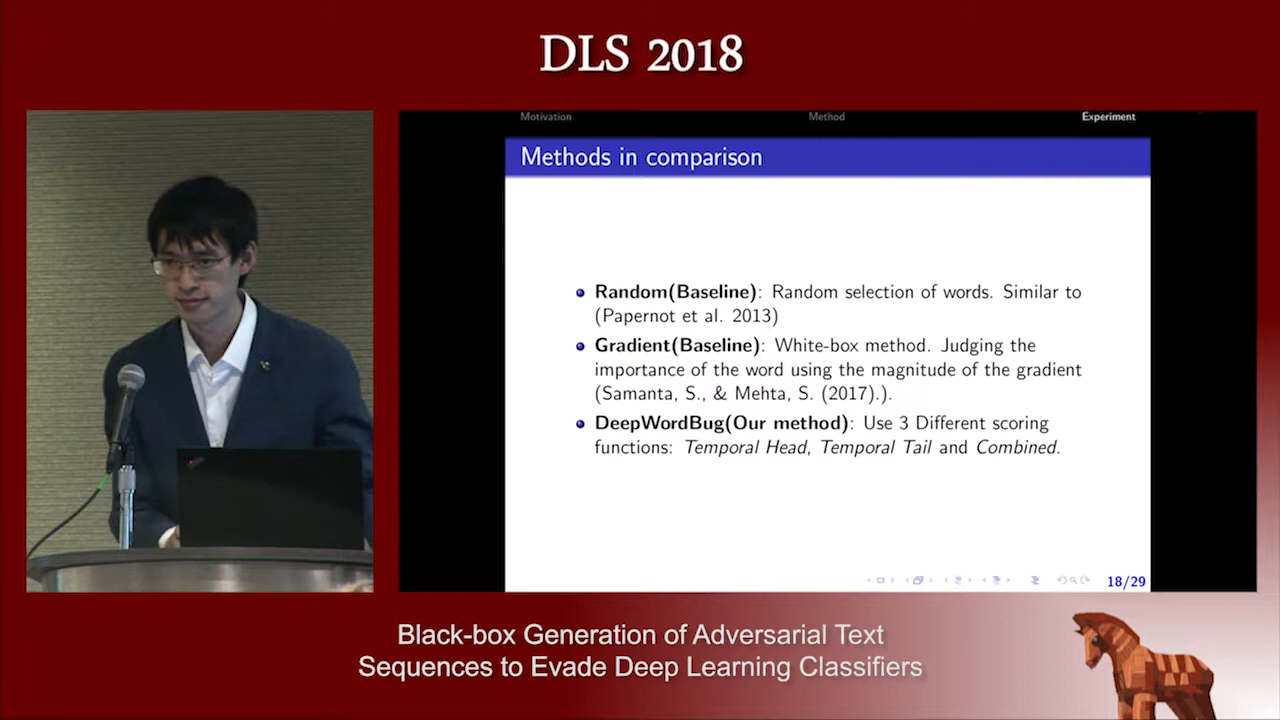 DLS 2018
Motivation
Method
Experiment
Methods in comparison
Random(Baseline): Random selection of words. Similar to
(Papernot et al. 2013)
Gradient(Baseline): White-box method. Judging the
importance of the word using the magnitude of the gradient
(Samanta, S., & Mehta, S. (2017).).
DeepWordBug(Our method): Use 3 Different scoring
functions: Temporal Head, Temporal Tail and Combined.
18/29
Black-box Generation of Adversarial Text
Sequences to Evade Deep Learning Classifiers